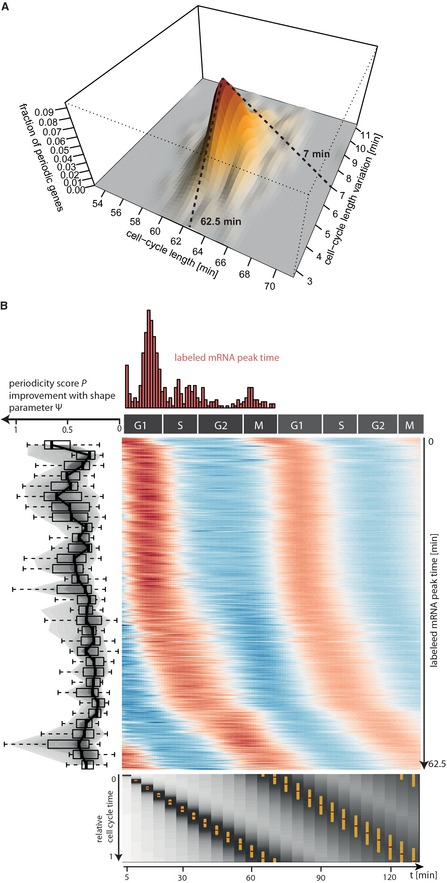 A
0.09
0.08
0.07
0.06
0.05
0.04
0.03
0.02
0.01
0.00
fraction of periodic genes
54
56
58
60
62
64
66
68
70
cell-cycle length [min]
3
4
5
6
7
8
9
10
11
cell-cycle length variation [min]
7 min
62.5 min
B
labeled mRNA peak time
periodicity score P
improvement with shape
parameter Ψ
1 0.5 0
G1 S G2 M G1 S G2 M
0
labeleed mRNA peak time [min]
62.5
0
relative
cell cycle time
1
5 30 60 90 120 t [min]